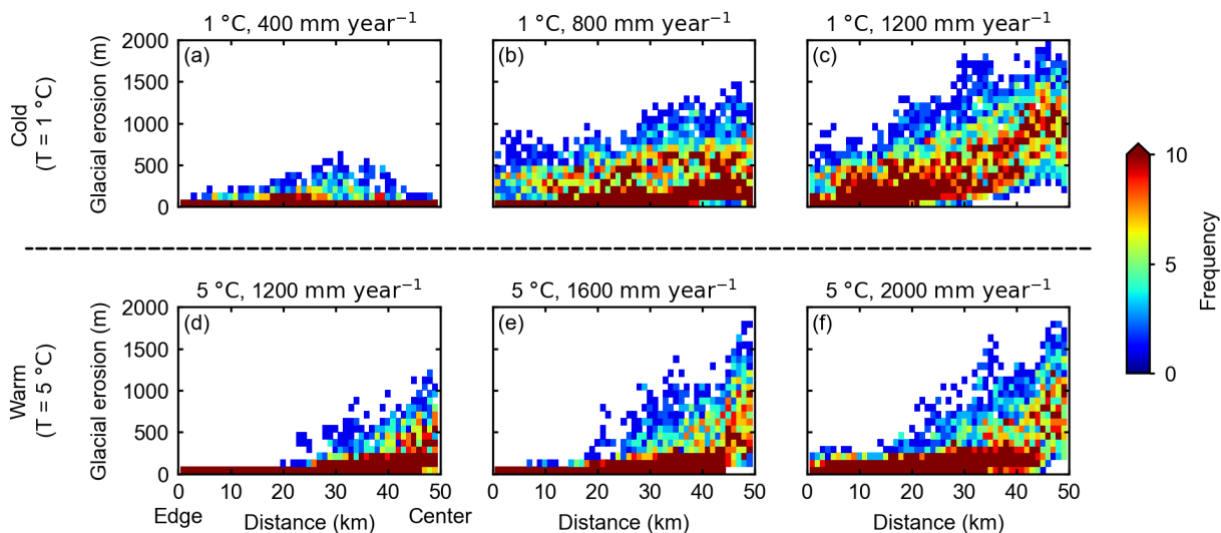 1 °C, 400 mm year⁻¹
1 °C, 800 mm year⁻¹
1 °C, 1200 mm year⁻¹
Cold
(T = 1 °C)
Glacial erosion (m)
2000
1500
1000
500
0
(a)
(b)
(c)
10
5
0
Frequency
5 °C, 1200 mm year⁻¹
5 °C, 1600 mm year⁻¹
5 °C, 2000 mm year⁻¹
Warm
(T = 5 °C)
Glacial erosion (m)
2000
1500
1000
500
0
(d)
(e)
(f)
0 10 20 30 40 50
0 10 20 30 40 50
0 10 20 30 40 50
Edge
Distance (km)
Center
Distance (km)
Distance (km)